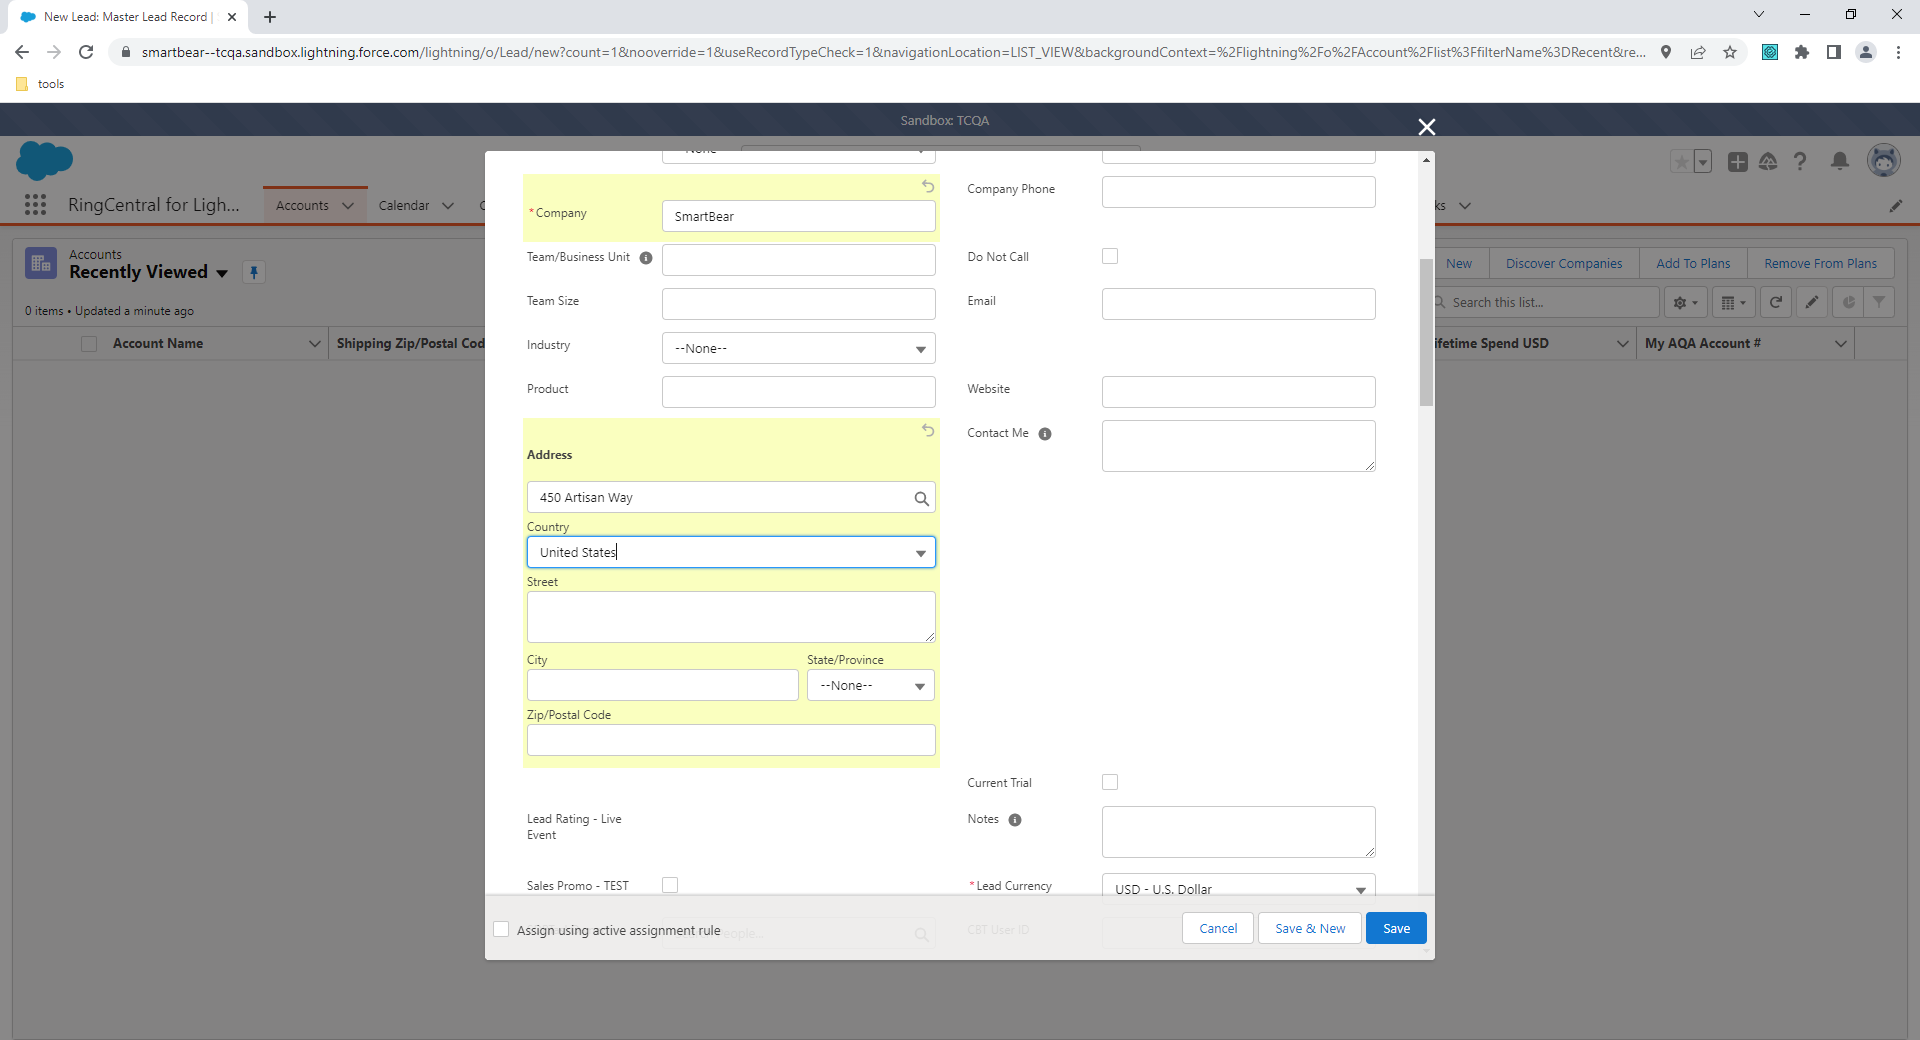 New Lead: Master Lead Record |
smartbear--tcqa.sandbox.lightning.force.com/lightning/o/Lead/new?count=1&nooverride=1&useRecordTypeCheck=1&navigationLocation=LIST_VIEW&backgroundContext=%2Flightning%2Fo%2FAccount%2Flist%3FfilterName%3DRecent&re...
tools
Sandbox: TCQA
RingCentral for Ligh...
Accounts
Calendar
ks
Accounts
Recently Viewed
0 items • Updated a minute ago
New
Discover Companies
Add To Plans
Remove From Plans
Search this list...
Account Name
Shipping Zip/Postal Cod
ifetime Spend USD
My AQA Account #
--None--
*Company
SmartBear
Company Phone
Team/Business Unit
Do Not Call
Team Size
Email
Industry
--None--
Product
Website
Address
Contact Me
450 Artisan Way
Country
United States
Street
City
State/Province
--None--
Zip/Postal Code
Current Trial
Lead Rating - Live
Event
Notes
Sales Promo - TEST
*Lead Currency
USD - U.S. Dollar
Assign using active assignment rule
CBT User ID
Cancel
Save & New
Save